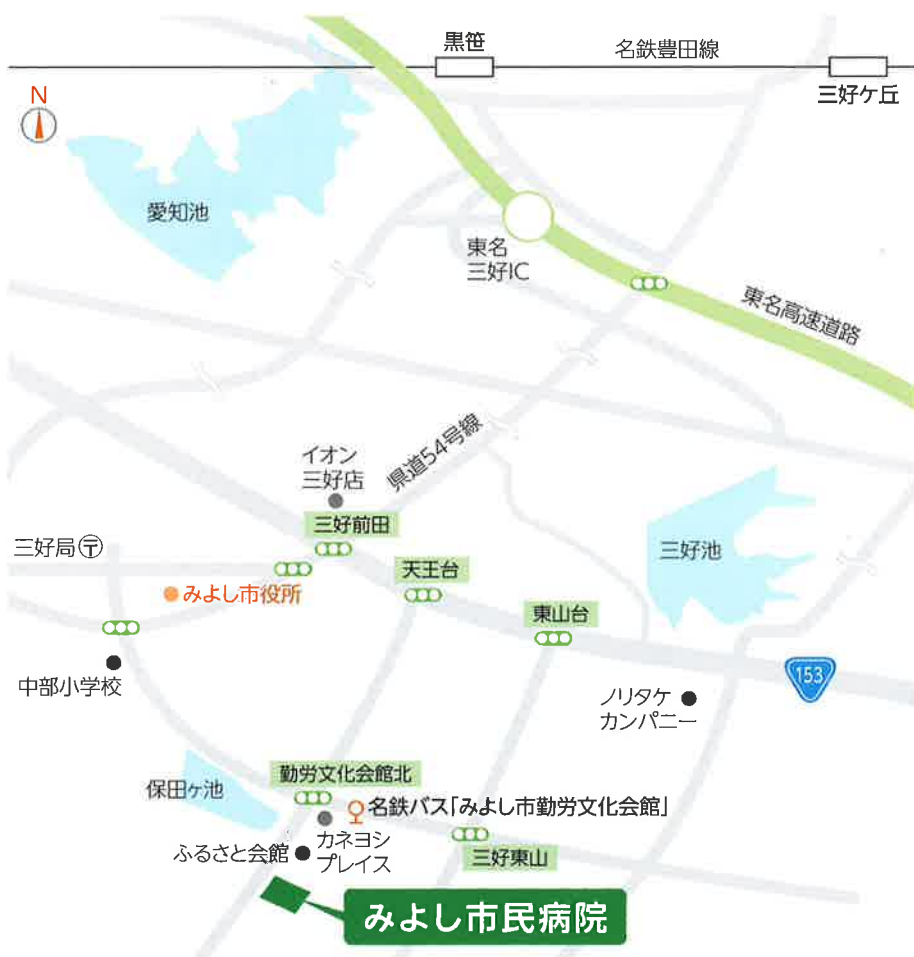 黒笹
名鉄豊田線
三好ケ丘
N
愛知池
東名
三好IC
東名高速道路
県道54号線
イオン
三好店
三好前田
三好局〒
みよし市役所
天王台
三好池
東山台
中部小学校
153
ノリタケ
カンパニー
保田ヶ池
勤労文化会館北
名鉄バス「みよし市勤労文化会館」
カネヨシ
プレイス
ふるさと会館
三好東山
みよし市民病院